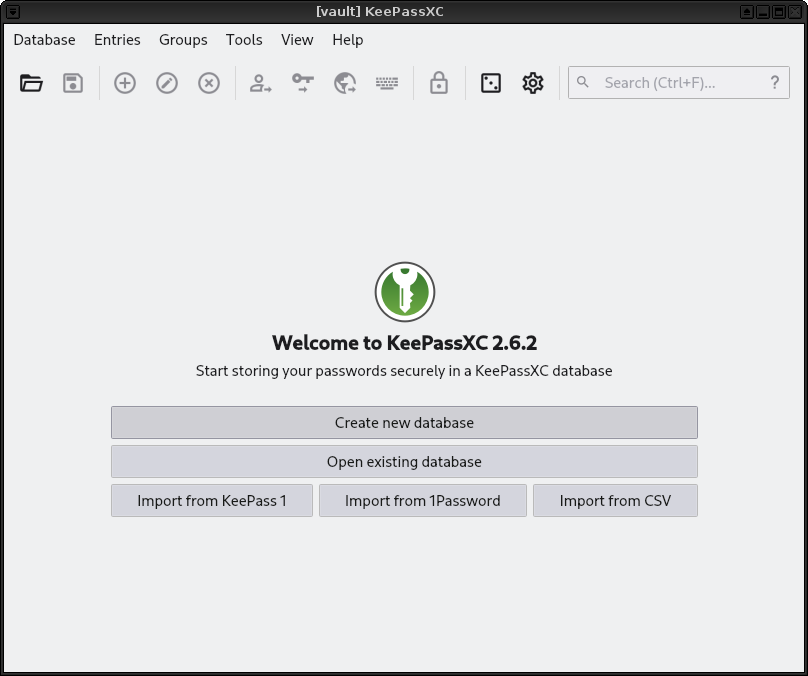 [vault] KeePassXC
Database Entries Groups Tools View Help
Search (Ctrl+F)... ?
Welcome to KeePassXC 2.6.2
Start storing your passwords securely in a KeePassXC database
Create new database
Open existing database
Import from KeePass 1 Import from 1Password Import from CSV